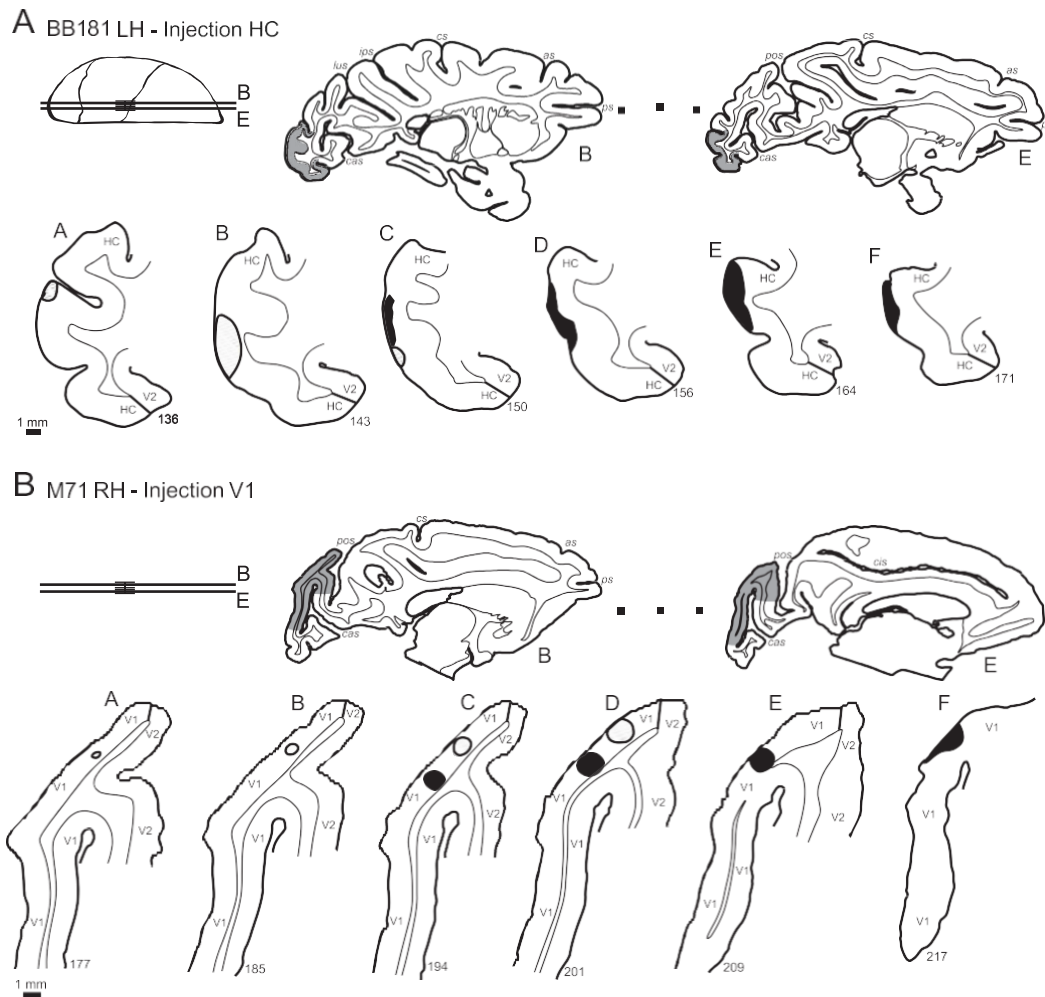 A BB181 LH - Injection HC
B
E
ius
ips
cs
as
ps
cas
B
pos
cs
as
cas
E
A
HC
HC
V2
136
B
HC
HC
V2
143
C
HC
HC
V2
150
D
HC
HC
V2
156
E
HC
HC
V2
164
F
HC
HC
V2
171
1 mm
B M71 RH - Injection V1
B
E
pos
cs
as
ps
cas
B
pos
cis
cas
E
A
V1
V2
V1
V1
V2
V1
177
B
V1
V2
V1
V1
V2
V1
185
C
V1
V2
V1
V1
V2
V1
194
D
V1
V2
V1
V1
V2
V1
201
E
V1
V2
V1
V2
V1
V1
209
F
V1
V1
V1
217
1 mm